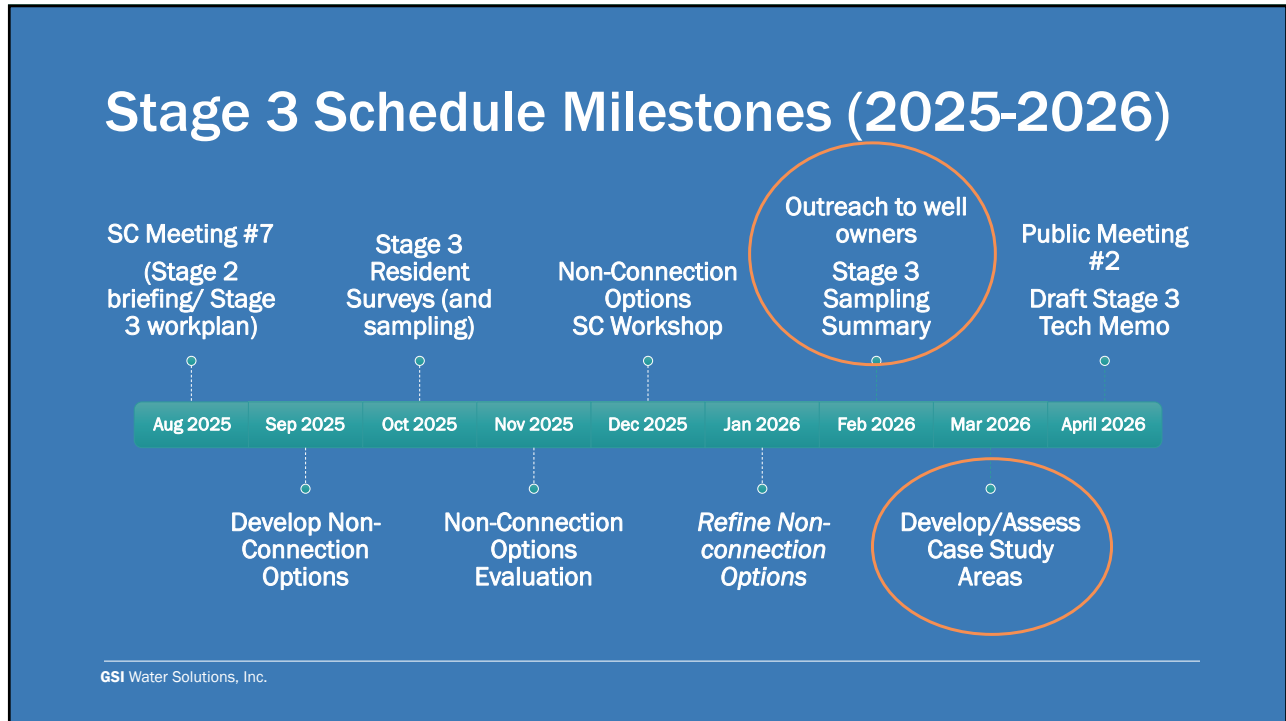 Stage 3 Schedule Milestones (2025-2026)
SC Meeting #7
(Stage 2
briefing/ Stage
3 workplan)
Stage 3
Resident
Surveys (and
sampling)
Non-Connection
Options
SC Workshop
Outreach to well
owners
Stage 3
Sampling
Summary
Public Meeting
#2
Draft Stage 3
Tech Memo
Aug 2025
Sep 2025
Oct 2025
Nov 2025
Dec 2025
Jan 2026
Feb 2026
Mar 2026
April 2026
Develop Non-
Connection
Options
Non-Connection
Options
Evaluation
Refine Non-
connection
Options
Develop/Assess
Case Study
Areas
GSI Water Solutions, Inc.